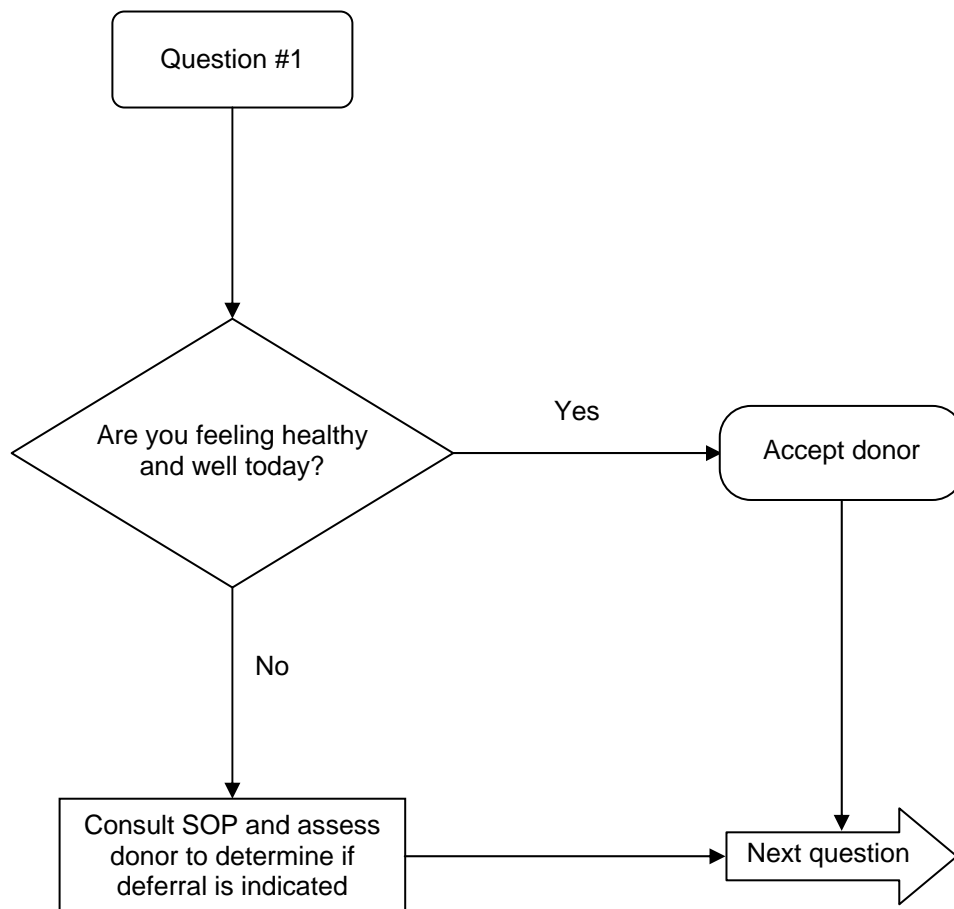 Question #1
Are you feeling healthy
and well today?
Yes
Accept donor
No
Consult SOP and assess
donor to determine if
deferral is indicated
Next question